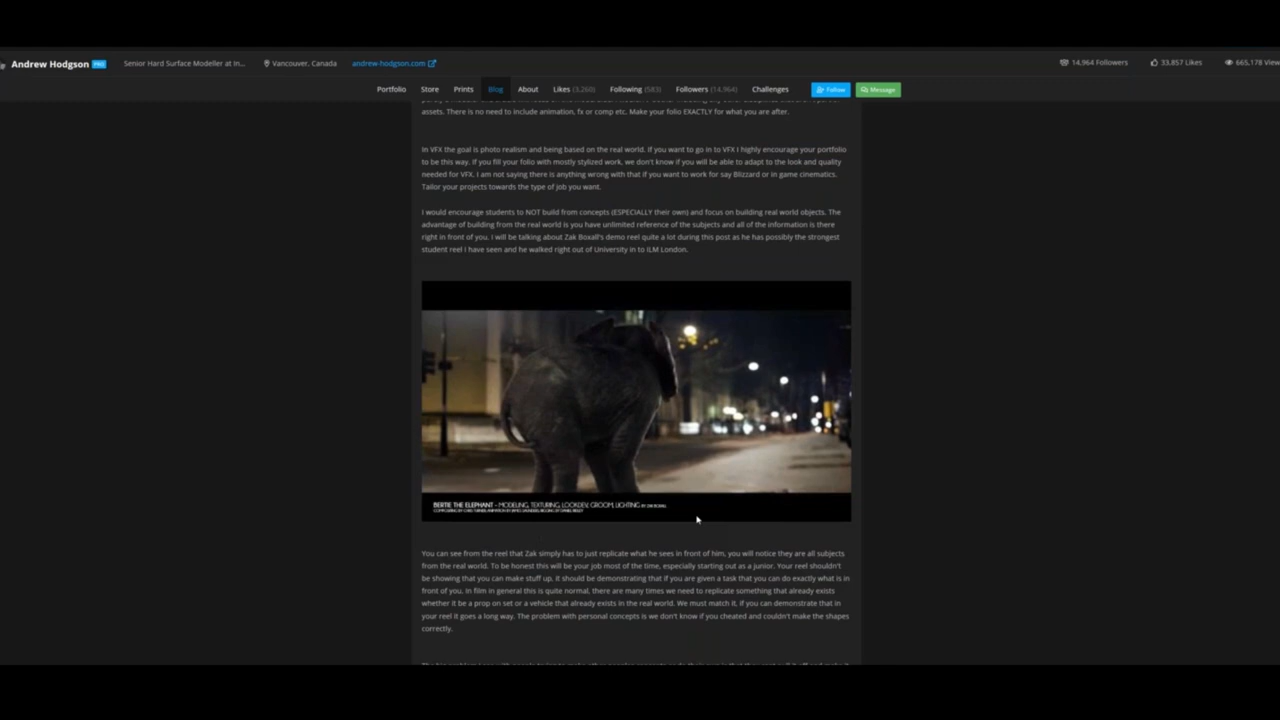 Andrew Hodgson PRO
Senior Hard Surface Modeller at In...
Vancouver, Canada
andrew-hodgson.com
14,964 Followers
33,857 Likes
665,178 View
Portfolio Store Prints Blog About Likes (3,260) Following (583) Followers (14,964) Challenges Follow Message
assets. There is no need to include animation, fx or comp etc. Make your folio EXACTLY for what you are after.
In VFX the goal is photo realism and being based on the real world. If you want to go in to VFX I highly encourage your portfolio
to be this way. If you fill your folio with mostly stylized work, we don't know if you will be able to adapt to the look and quality
needed for VFX. I am not saying there is anything wrong with that if you want to work for say Blizzard or in game cinematics.
Tailor your projects towards the type of job you want.
I would encourage students to NOT build from concepts (ESPECIALLY their own) and focus on building real world objects. The
advantage of building from the real world is you have unlimited reference of the subjects and all of the information is there
right in front of you. I will be talking about Zak Boxall's demo reel quite a lot during this post as he has possibly the strongest
student reel I have seen and he walked right out of University in to ILM London.
BERTIE THE ELEPHANT - MODELING, TEXTURING, LOOKDEV, GROOM, LIGHTING
You can see from the reel that Zak simply has to just replicate what he sees in front of him, you will notice they are all subjects
from the real world. To be honest this will be your job most of the time, especially starting out as a junior. Your reel shouldn't
be showing that you can make stuff up, it should be demonstrating that if you are given a task that you can do exactly what is in
front of you. In film in general this is quite normal, there are many times we need to replicate something that already exists
whether it be a prop on set or a vehicle that already exists in the real world. We must match it, if you can demonstrate that in
your reel it goes a long way. The problem with personal concepts is we don't know if you cheated and couldn't make the shapes
correctly.